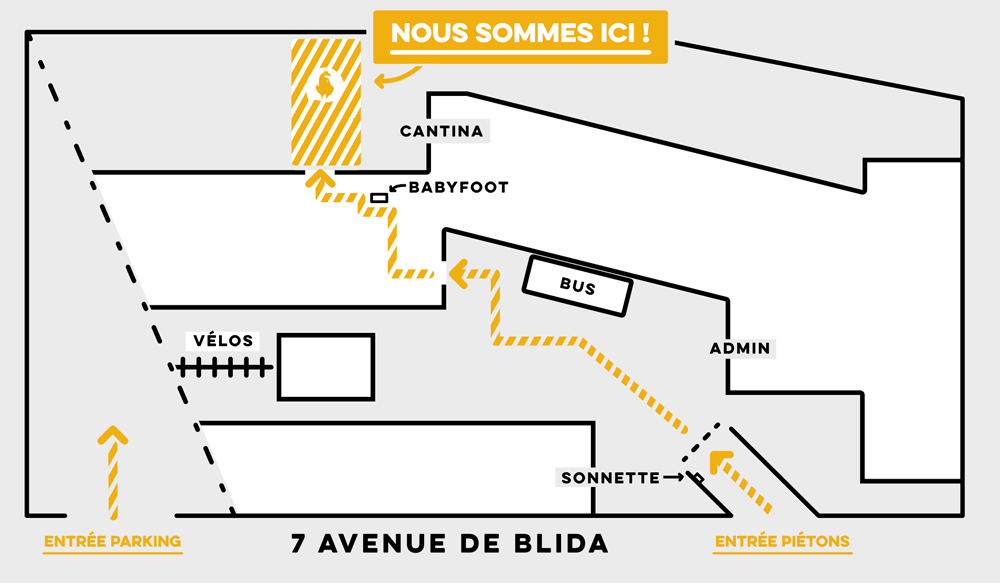 NOUS SOMMES ICI !
CANTINA
BABYFOOT
BUS
VÉLOS
ADMIN
SONNETTE
ENTRÉE PARKING
7 AVENUE DE BLIDA
ENTRÉE PIÉTONS